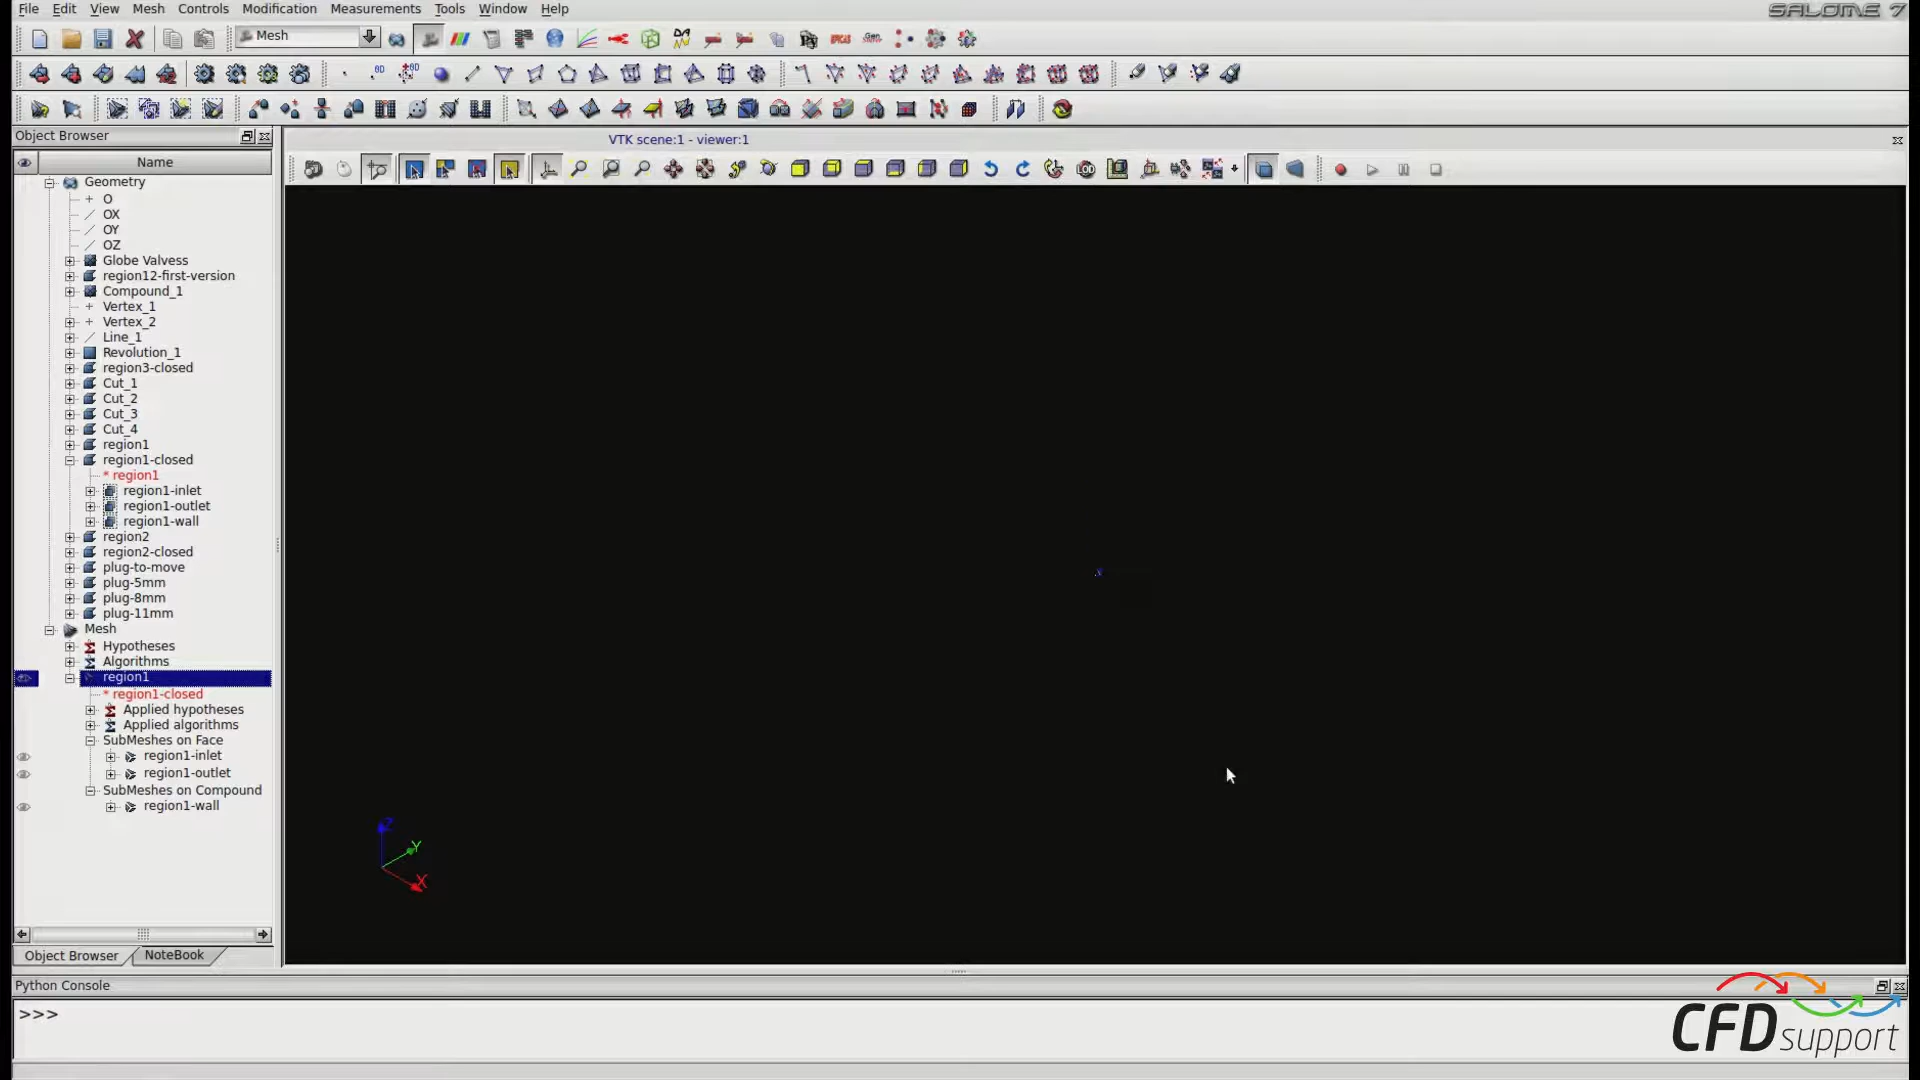 File Edit View Mesh Controls Modification Measurements Tools Window Help
SALOME 7
Mesh
Object Browser
VTK scene:1 - viewer:1
Name
Geometry
O
OX
OY
OZ
Globe Valvess
region12-first-version
Compound_1
Vertex_1
Vertex_2
Line_1
Revolution_1
region3-closed
Cut_1
Cut_2
Cut_3
Cut_4
region1
region1-closed
* region1
region1-inlet
region1-outlet
region1-wall
region2
region2-closed
plug-to-move
plug-5mm
plug-8mm
plug-11mm
Mesh
Hypotheses
Algorithms
region1
* region1-closed
Applied hypotheses
Applied algorithms
SubMeshes on Face
region1-inlet
region1-outlet
SubMeshes on Compound
region1-wall
Z
Y
X
Object Browser NoteBook
Python Console
>>>
CFD support